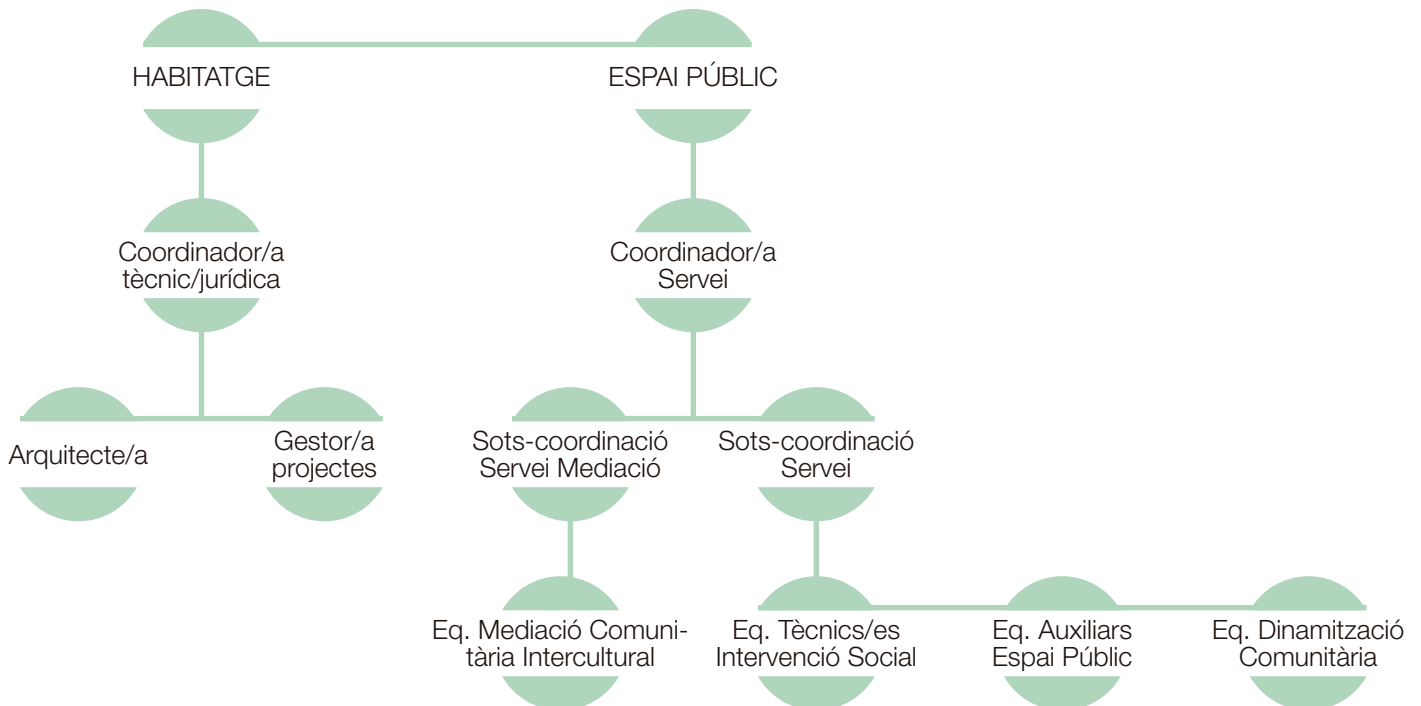 HABITATGE
ESPAI PÚBLIC
Coordinador/a
tècnic/jurídica
Coordinador/a
Servei
Arquitecte/a
Gestor/a
projectes
Sots-coordinació
Servei Mediació
Sots-coordinació
Servei
Eq. Mediació Comuni-
tària Intercultural
Eq. Tècnics/es
Intervenció Social
Eq. Auxiliars
Espai Públic
Eq. Dinamització
Comunitària